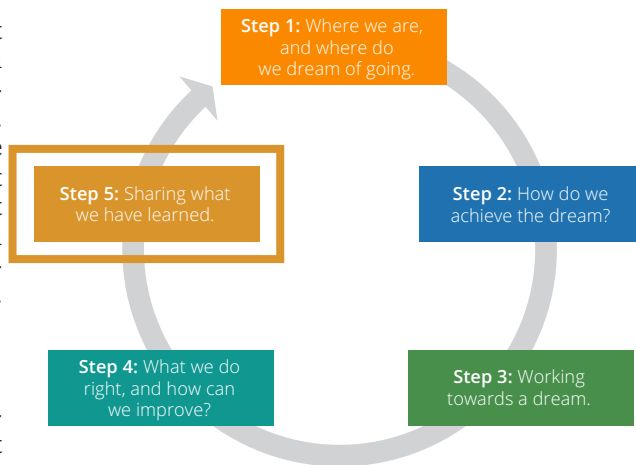 Step 1: Where we are,
and where do
we dream of going.
Step 2: How do we
achieve the dream?
Step 3: Working
towards a dream.
Step 4: What we do
right, and how can
we improve?
Step 5: Sharing what
we have learned.